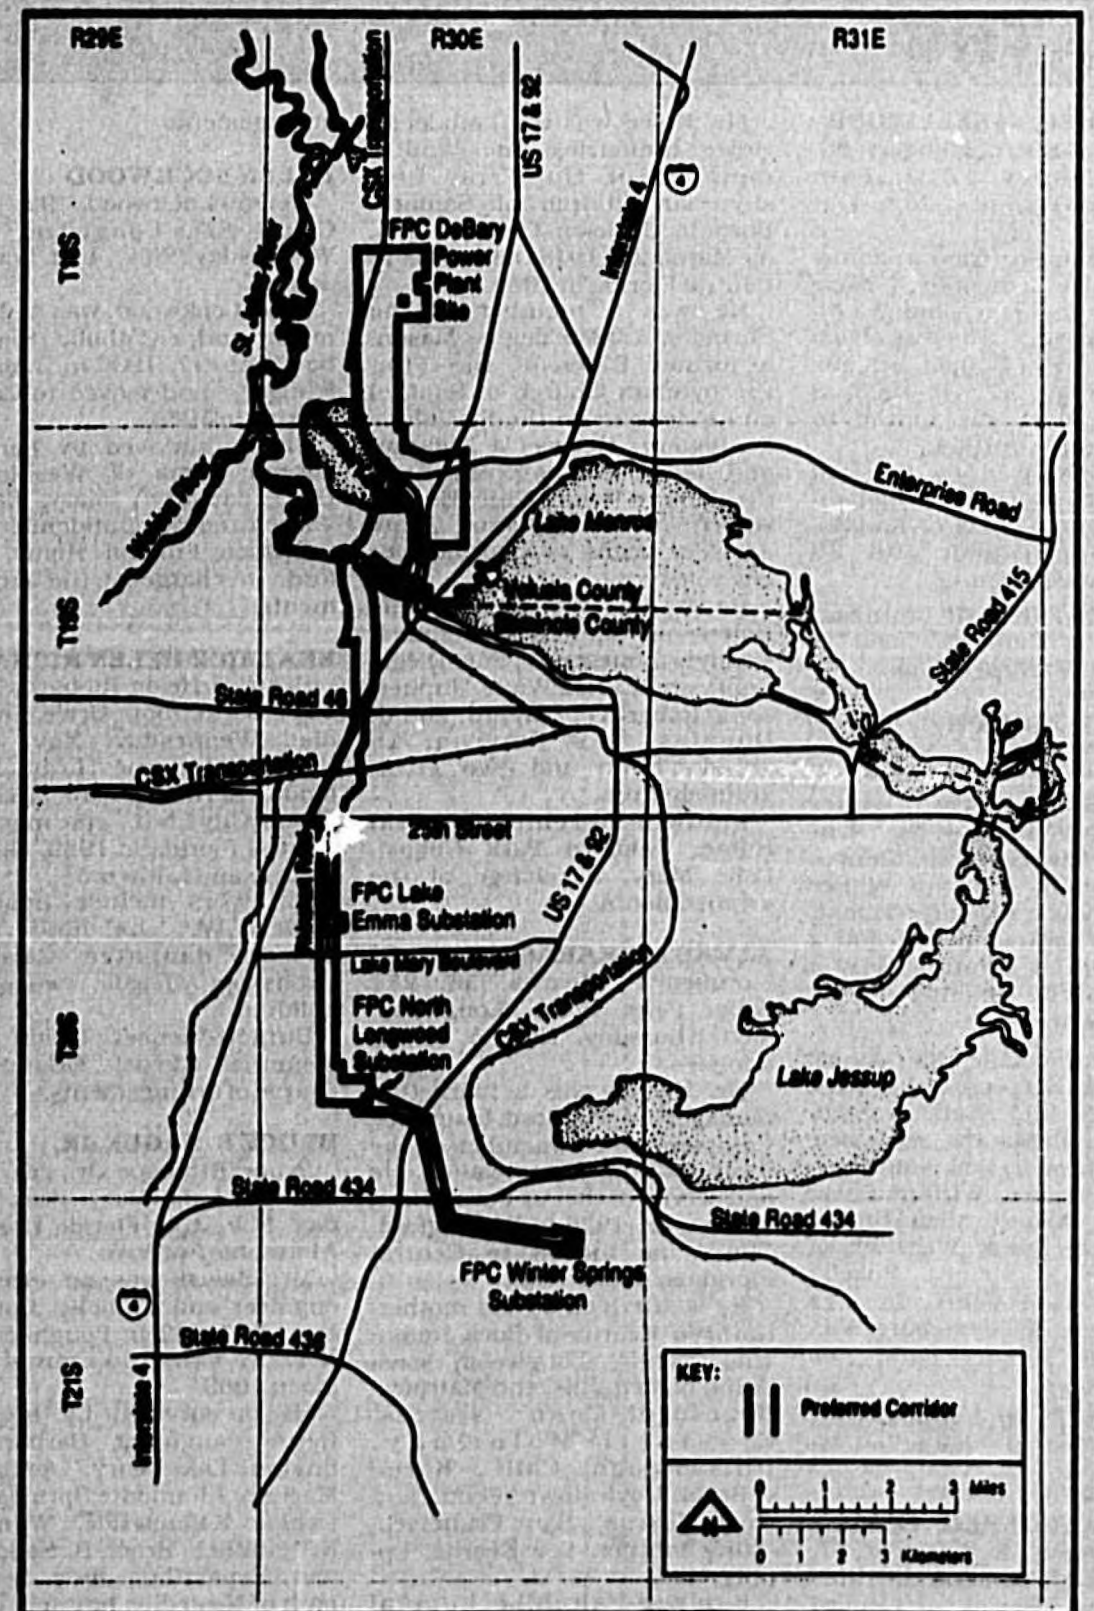 R29E
R30E
R31E
CSX Transportation
US 17 & 92
Interstate 4
4
T18S
FPC DeBary
Power
Plant
Site
St. Johns River
Wekiva River
Enterprise Road
Lake Monroe
Volusia County
Seminole County
T19S
State Road 415
State Road 46
CSX Transportation
25th Street
FPC Lake
Emma Substation
US 17 & 92
Lake Mary Boulevard
FPC North
Longwood
Substation
CSX Transportation
T20S
Lake Jessup
State Road 434
State Road 434
FPC Winter Springs
Substation
4
State Road 436
T21S
Interstate 4
KEY:
Preferred Corridor
N
0 1 2 3 Miles
0 1 2 3 Kilometers